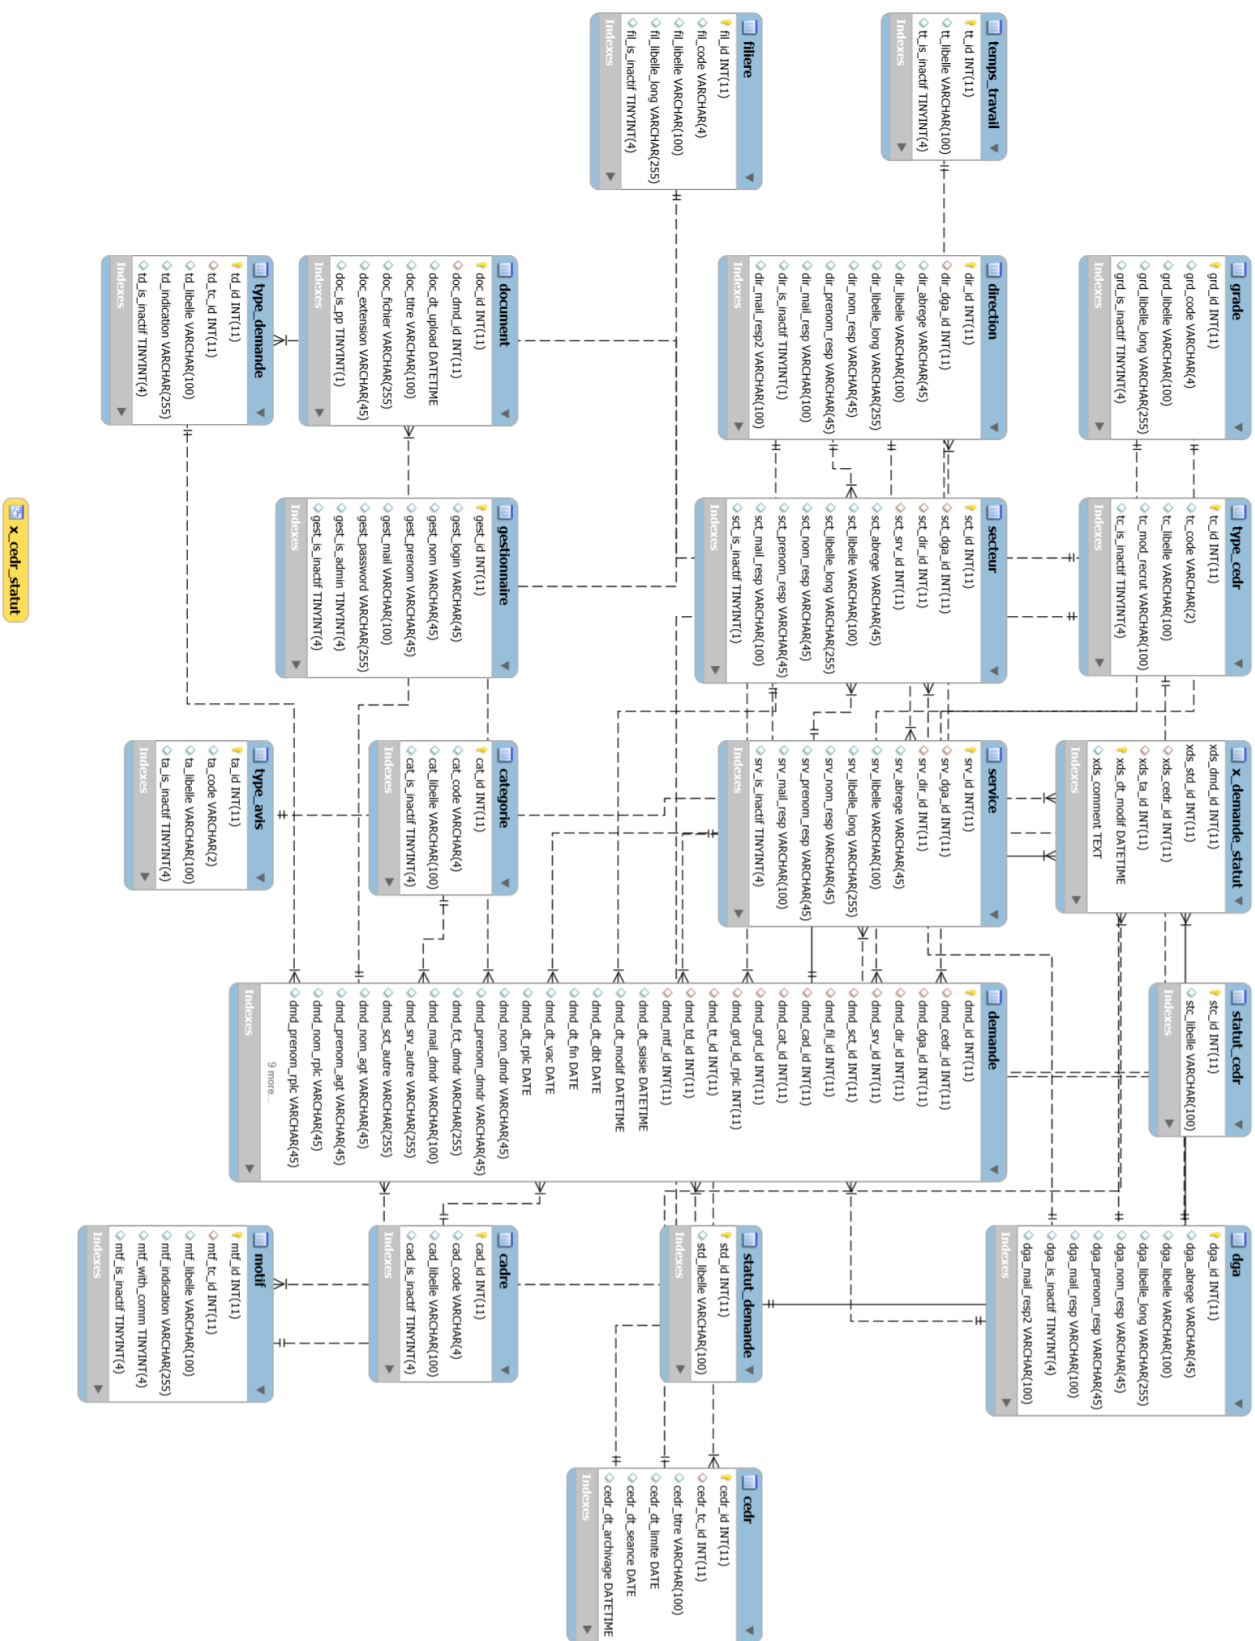 temps_travail
tt_id INT(11)
tt_libelle VARCHAR(100)
tt_is_inactif TINYINT(4)
Indexes
filiere
fil_id INT(11)
fil_code VARCHAR(4)
fil_libelle VARCHAR(100)
fil_libelle_long VARCHAR(255)
fil_is_inactif TINYINT(4)
Indexes
grade
grd_id INT(11)
grd_code VARCHAR(4)
grd_libelle VARCHAR(100)
grd_libelle_long VARCHAR(255)
grd_is_inactif TINYINT(4)
Indexes
direction
dir_id INT(11)
dir_dga_id INT(11)
dir_abrege VARCHAR(45)
dir_libelle VARCHAR(100)
dir_libelle_long VARCHAR(255)
dir_nom_resp VARCHAR(45)
dir_prenom_resp VARCHAR(45)
dir_mail_resp VARCHAR(100)
dir_is_inactif TINYINT(1)
dir_mail_resp2 VARCHAR(100)
Indexes
document
doc_id INT(11)
doc_dmd_id INT(11)
doc_dt_upload DATETIME
doc_titre VARCHAR(100)
doc_fichier VARCHAR(255)
doc_extension VARCHAR(45)
doc_is_pp TINYINT(1)
Indexes
type_demande
td_id INT(11)
td_tc_id INT(11)
td_libelle VARCHAR(100)
td_indication VARCHAR(255)
td_is_inactif TINYINT(4)
Indexes
type_cedr
tc_id INT(11)
tc_code VARCHAR(2)
tc_libelle VARCHAR(100)
tc_mod_recrut VARCHAR(100)
tc_is_inactif TINYINT(4)
Indexes
secteur
sct_id INT(11)
sct_dga_id INT(11)
sct_dir_id INT(11)
sct_srv_id INT(11)
sct_abrege VARCHAR(45)
sct_libelle VARCHAR(100)
sct_libelle_long VARCHAR(255)
sct_nom_resp VARCHAR(45)
sct_prenom_resp VARCHAR(45)
sct_mail_resp VARCHAR(100)
sct_is_inactif TINYINT(1)
Indexes
gestionnaire
gest_id INT(11)
gest_login VARCHAR(45)
gest_nom VARCHAR(45)
gest_prenom VARCHAR(45)
gest_mail VARCHAR(100)
gest_password VARCHAR(255)
gest_is_admin TINYINT(4)
gest_is_inactif TINYINT(4)
Indexes
x_cedr_statut
x_demande_statut
xds_dmd_id INT(11)
xds_std_id INT(11)
xds_cedr_id INT(11)
xds_ta_id INT(11)
xds_dt_modif DATETIME
xds_comment TEXT
Indexes
service
srv_id INT(11)
srv_dga_id INT(11)
srv_dir_id INT(11)
srv_abrege VARCHAR(45)
srv_libelle VARCHAR(100)
srv_libelle_long VARCHAR(255)
srv_nom_resp VARCHAR(45)
srv_prenom_resp VARCHAR(45)
srv_mail_resp VARCHAR(100)
srv_is_inactif TINYINT(4)
Indexes
categorie
cat_id INT(11)
cat_code VARCHAR(4)
cat_libelle VARCHAR(100)
cat_is_inactif TINYINT(4)
Indexes
type_avis
ta_id INT(11)
ta_code VARCHAR(2)
ta_libelle VARCHAR(100)
ta_is_inactif TINYINT(4)
Indexes
statut_cedr
stc_id INT(11)
stc_libelle VARCHAR(100)
Indexes
demande
dmd_id INT(11)
dmd_cedr_id INT(11)
dmd_dga_id INT(11)
dmd_dir_id INT(11)
dmd_srv_id INT(11)
dmd_sct_id INT(11)
dmd_fil_id INT(11)
dmd_cad_id INT(11)
dmd_cat_id INT(11)
dmd_grd_id INT(11)
dmd_grd_id_rplc INT(11)
dmd_tt_id INT(11)
dmd_td_id INT(11)
dmd_mtf_id INT(11)
dmd_dt_saisie DATETIME
dmd_dt_modif DATETIME
dmd_dt_dbt DATE
dmd_dt_fin DATE
dmd_dt_vac DATE
dmd_dt_rplc DATE
dmd_nom_dmdr VARCHAR(45)
dmd_prenom_dmdr VARCHAR(45)
dmd_fct_dmdr VARCHAR(255)
dmd_mail_dmdr VARCHAR(100)
dmd_srv_autre VARCHAR(255)
dmd_sct_autre VARCHAR(255)
dmd_nom_agt VARCHAR(45)
dmd_prenom_agt VARCHAR(45)
dmd_nom_rplc VARCHAR(45)
dmd_prenom_rplc VARCHAR(45)
9 more...
Indexes
dga
dga_id INT(11)
dga_abrege VARCHAR(45)
dga_libelle VARCHAR(100)
dga_libelle_long VARCHAR(255)
dga_nom_resp VARCHAR(45)
dga_prenom_resp VARCHAR(45)
dga_mail_resp VARCHAR(100)
dga_is_inactif TINYINT(4)
dga_mail_resp2 VARCHAR(100)
Indexes
statut_demande
std_id INT(11)
std_libelle VARCHAR(100)
Indexes
cadre
cad_id INT(11)
cad_code VARCHAR(4)
cad_libelle VARCHAR(100)
cad_is_inactif TINYINT(4)
Indexes
motif
mtf_id INT(11)
mtf_tc_id INT(11)
mtf_libelle VARCHAR(100)
mtf_indication VARCHAR(255)
mtf_with_comm TINYINT(4)
mtf_is_inactif TINYINT(4)
Indexes
cedr
cedr_id INT(11)
cedr_tc_id INT(11)
cedr_titre VARCHAR(100)
cedr_dt_limite DATE
cedr_dt_seance DATE
cedr_dt_archivage DATETIME
Indexes